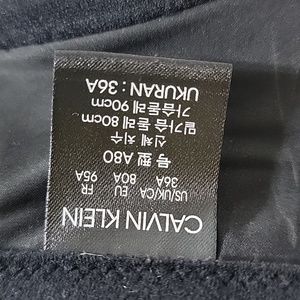 CALVIN KLEIN
US/UK/CA EU FR
36A 80A 95A
号型 A80
신체 치수
밑가슴둘레 80cm
가슴둘레 90cm
UKURAN : 36A